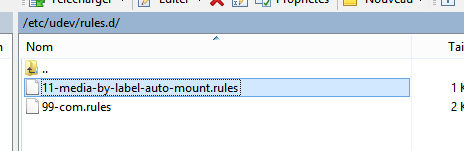 Télécharger Éditer Propriétés Nouveau
/etc/udev/rules.d/
Nom Tai
..
11-media-by-label-auto-mount.rules 1 K
99-com.rules 2 K